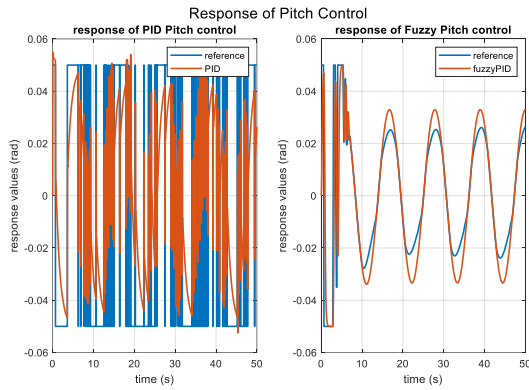 Response of Pitch Control
response of PID Pitch control
reference
PID
0.06
0.04
0.02
0
-0.02
-0.04
-0.06
response values (rad)
0 10 20 30 40 50
time (s)
response of Fuzzy Pitch control
reference
fuzzyPID
0.06
0.04
0.02
0
-0.02
-0.04
-0.06
response values (rad)
0 10 20 30 40 50
time (s)